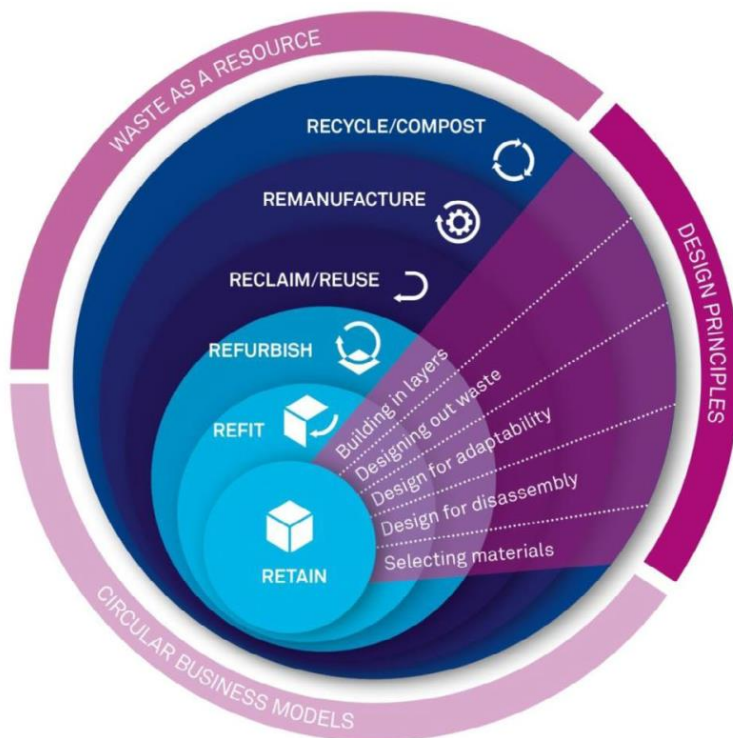 WASTE AS A RESOURCE
RECYCLE/COMPOST
REMANUFACTURE
RECLAIM/REUSE
REFURBISH
REFIT
RETAIN
Building in layers
Designing out waste
Design for adaptability
Design for disassembly
Selecting materials
DESIGN PRINCIPLES
CIRCULAR BUSINESS MODELS